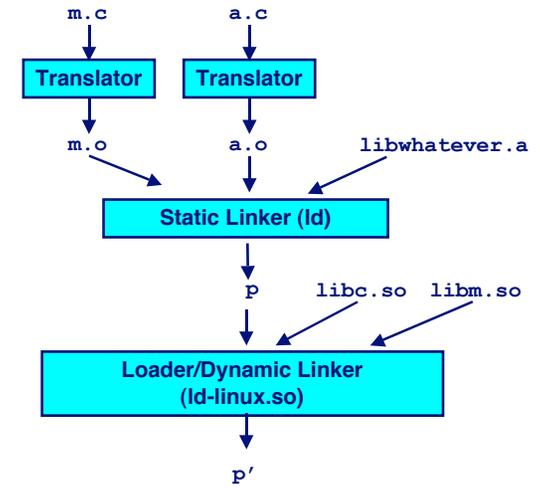 m.c a.c
Translator Translator
m.o a.o libwhatever.a
Static Linker (ld)
p libc.so libm.so
Loader/Dynamic Linker
(ld-linux.so)
p′